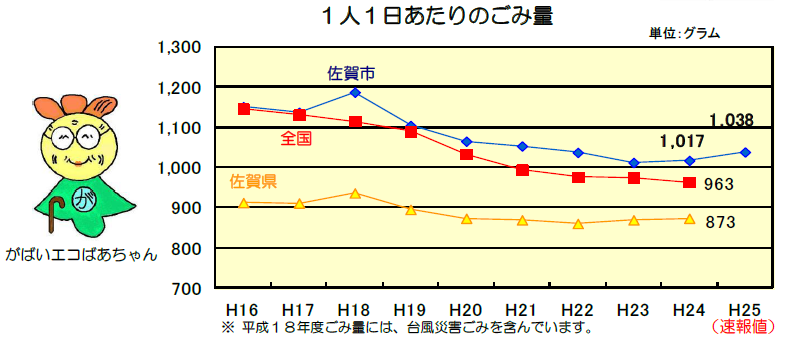 １人１日あたりのごみ量
単位：グラム
1,300
1,200
1,100
1,000
900
800
700
佐賀市
全国
佐賀県
1,038
1,017
963
873
が
がばいエコばあちゃん
H16 H17 H18 H19 H20 H21 H22 H23 H24 H25
※ 平成１８年度ごみ量には、台風災害ごみを含んでいます。
（速報値）